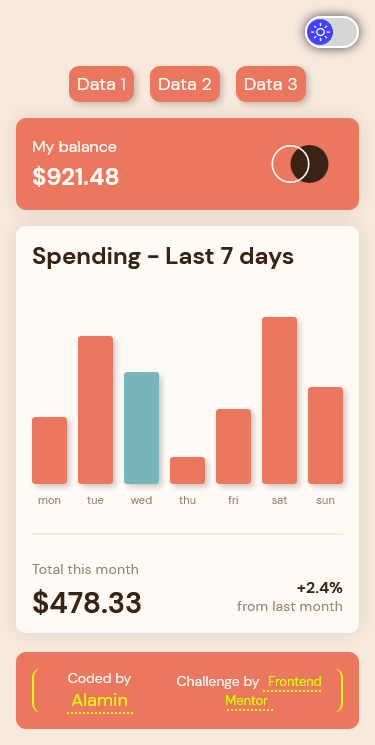 Data 1 Data 2 Data 3
My balance
$921.48
Spending - Last 7 days
mon tue wed thu fri sat sun
Total this month
$478.33
+2.4%
from last month
Coded by
Alamin
Challenge by Frontend
Mentor